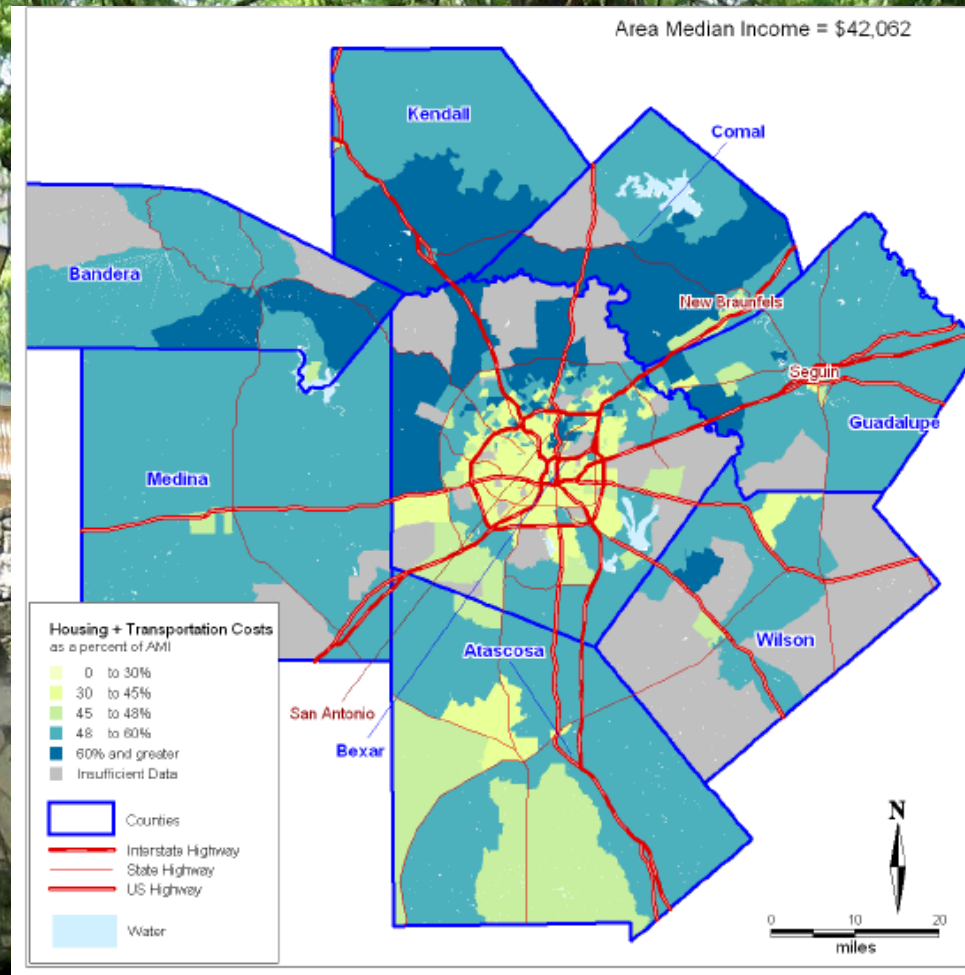 Area Median Income = $42,062
Kendall
Comal
Bandera
New Braunfels
Seguin
Guadalupe
Medina
Wilson
Atascosa
San Antonio
Bexar
Housing + Transportation Costs
as a percent of AMI
0 to 30%
30 to 45%
45 to 48%
48 to 60%
60% and greater
Insufficient Data
Counties
Interstate Highway
State Highway
US Highway
Water
N
0 10 20
miles